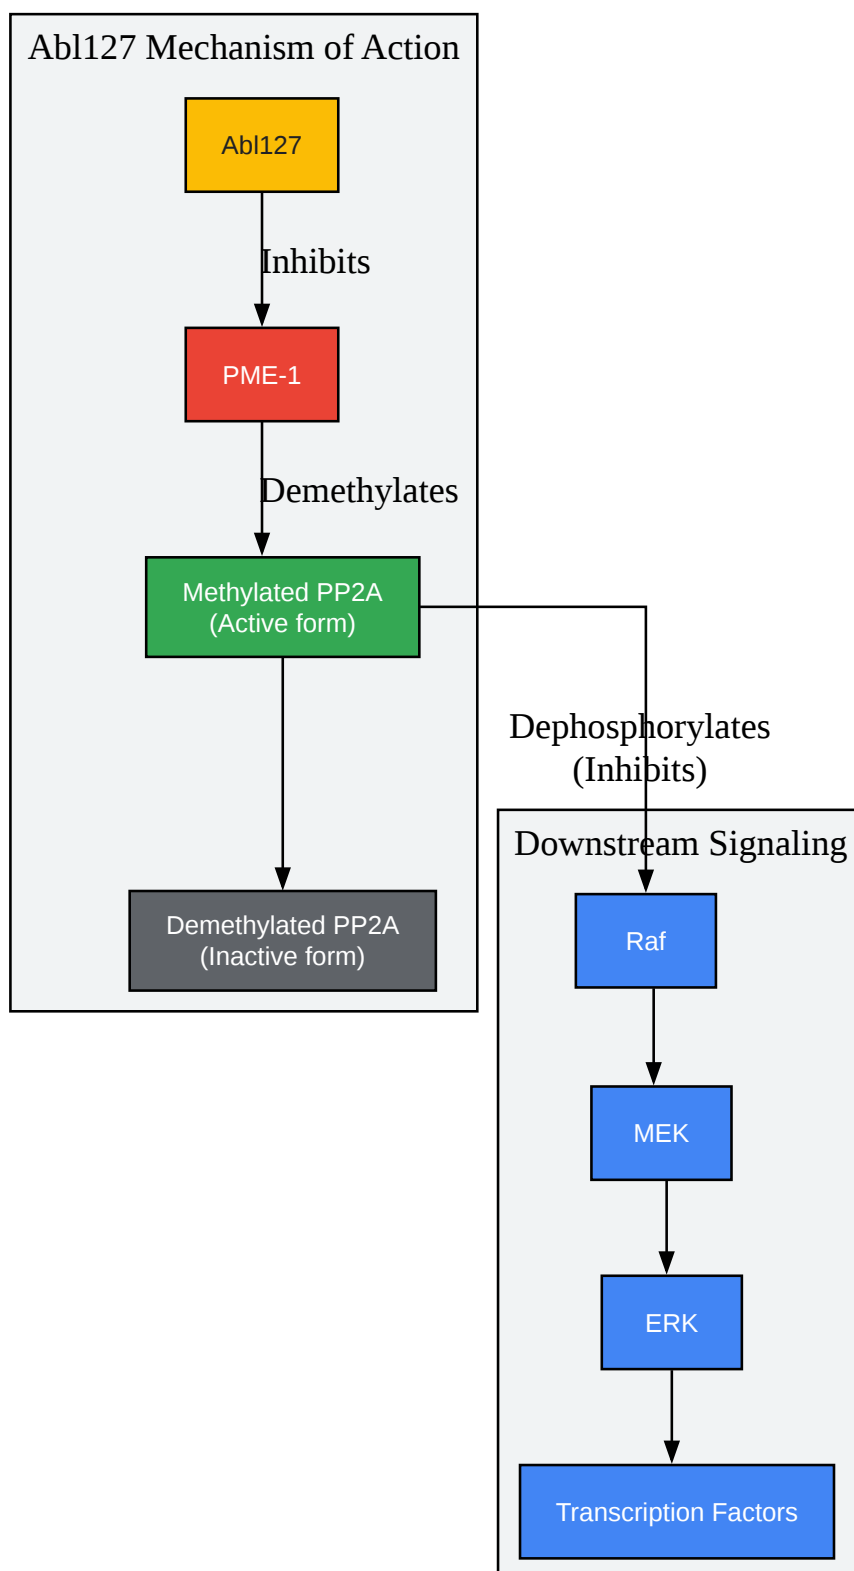 Abl127 Mechanism of Action
Abl127
Inhibits
PME-1
Demethylates
Methylated PP2A
(Active form)
Dephosphorylates
(Inhibits)
Demethylated PP2A
(Inactive form)
Downstream Signaling
Raf
MEK
ERK
Transcription Factors